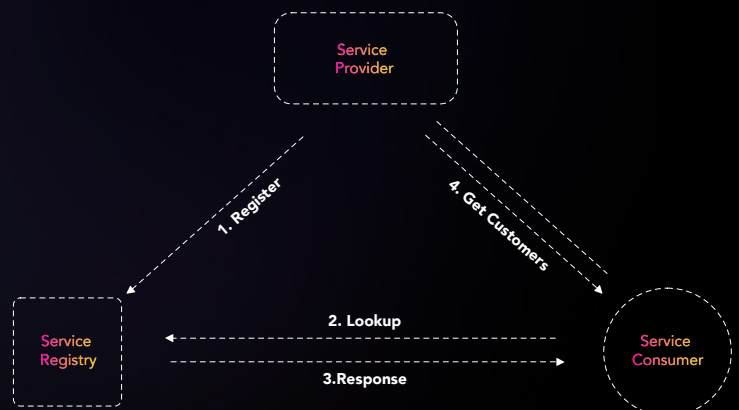 Service
Provider
1. Register
4. Get Customers
2. Lookup
Service
Registry
Service
Consumer
3.Response